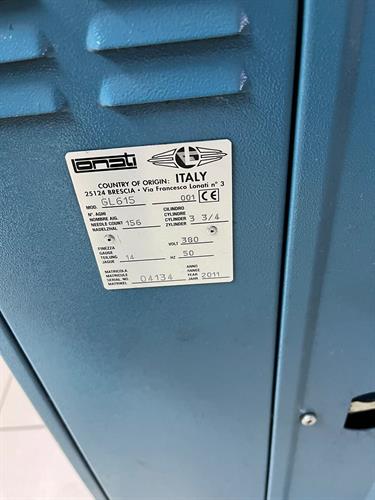 Lonati
COUNTRY OF ORIGIN: ITALY
25124 BRESCIA • Via Francesco Lonati n° 3
MOD. GL615 001 CE
N.° AGHI
NOMBRE AIG.
NEEDLE COUNT 156
NADELZHAL
CILINDRO
CYLINDRE
CYLINDER 3 3/4
ZYLINDER
FINEZZA
GAUGE
TEILUNG 14
JAUGE
VOLT 380
HZ 50
MATRICOLA
MATRICULE
SERIAL NO. 04134
MATRIKEL
ANNO
YEAR 2011
JAHR